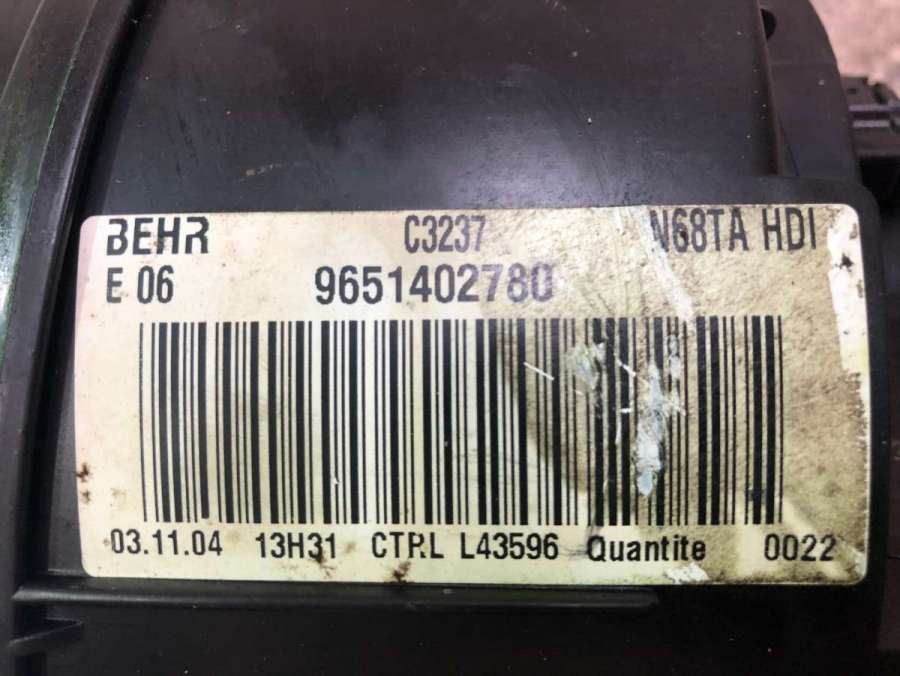 BEHR C3237 N68TA HDI
E 06 9651402780
03.11.04 13H31 CTRL L43596 Quantite 0022